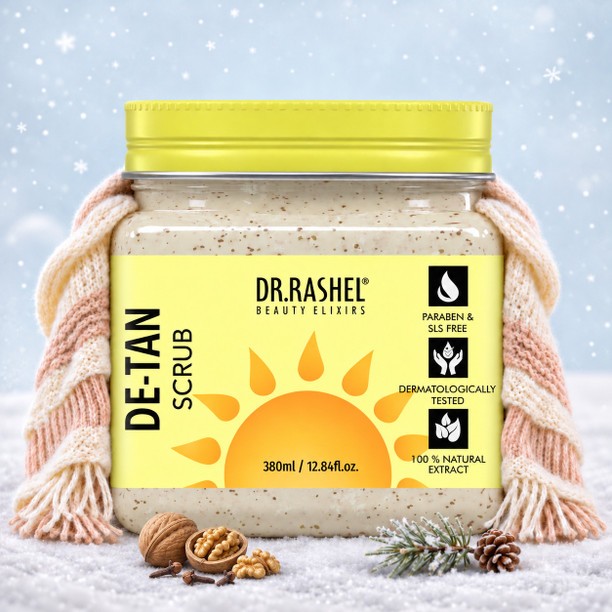 DR.RASHEL®
BEAUTY ELIXIRS
DE-TAN
SCRUB
PARABEN &
SLS FREE
DERMATOLOGICALLY
TESTED
100 % NATURAL
EXTRACT
380ml / 12.84fl.oz.